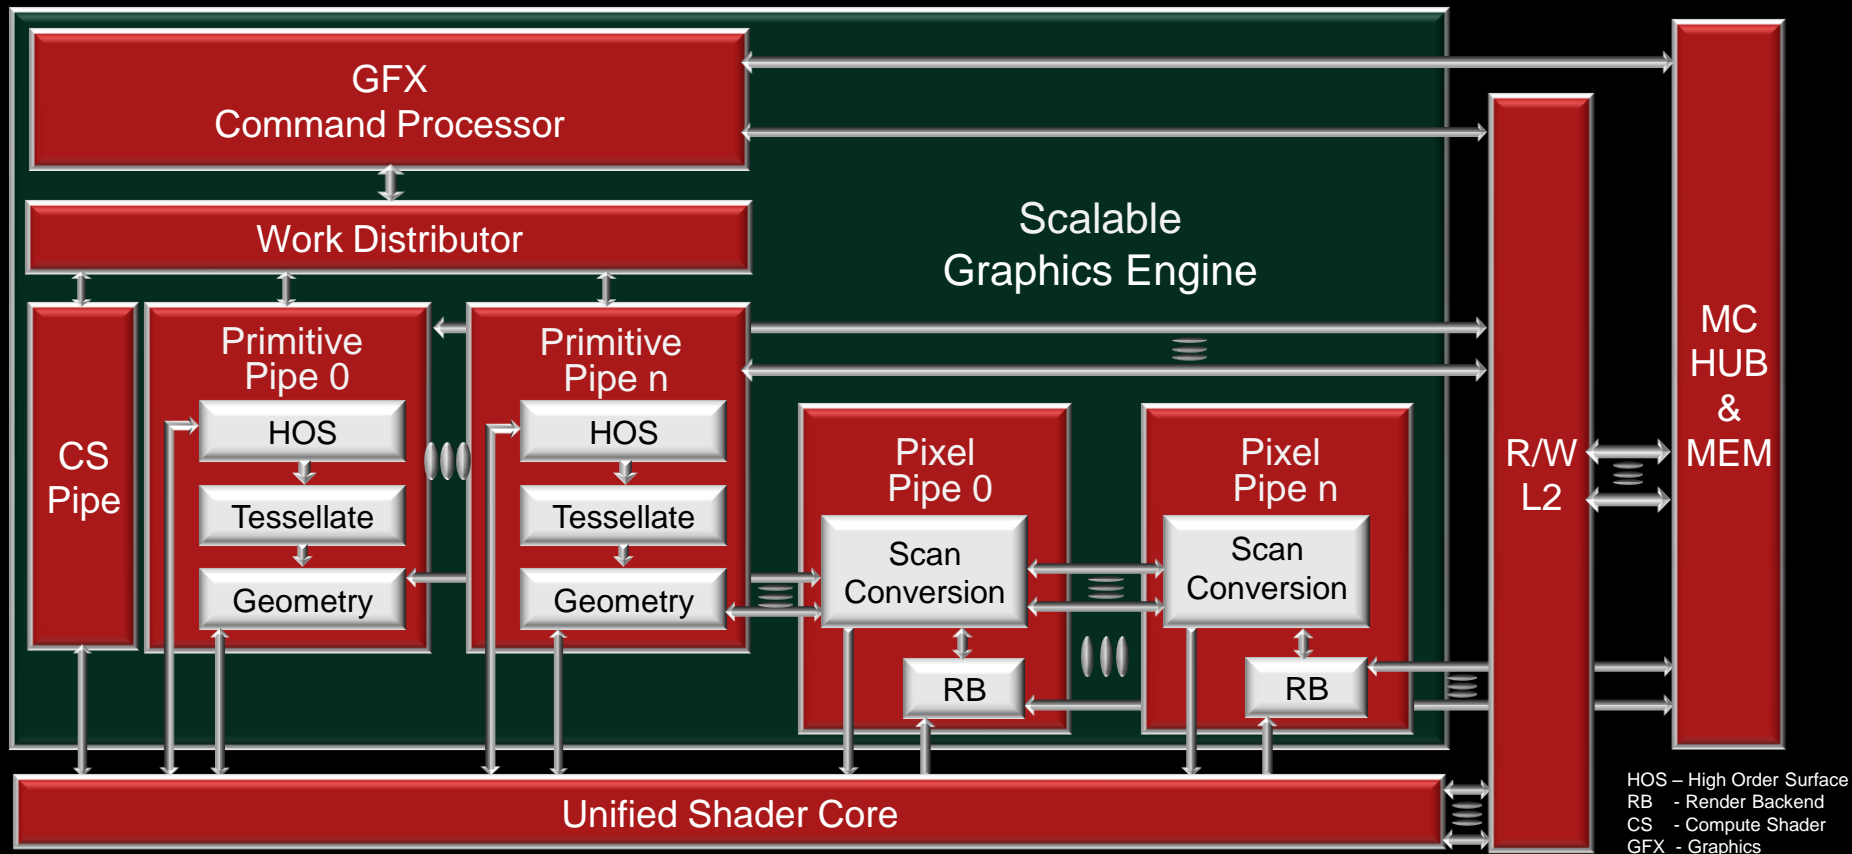 GFX
Command Processor
Work Distributor
Scalable
Graphics Engine
CS
Pipe
Primitive
Pipe 0
HOS
Tessellate
Geometry
Primitive
Pipe n
HOS
Tessellate
Geometry
Pixel
Pipe 0
Scan
Conversion
RB
Pixel
Pipe n
Scan
Conversion
RB
R/W
L2
MC
HUB
&
MEM
Unified Shader Core
HOS – High Order Surface
RB - Render Backend
CS - Compute Shader
GFX - Graphics